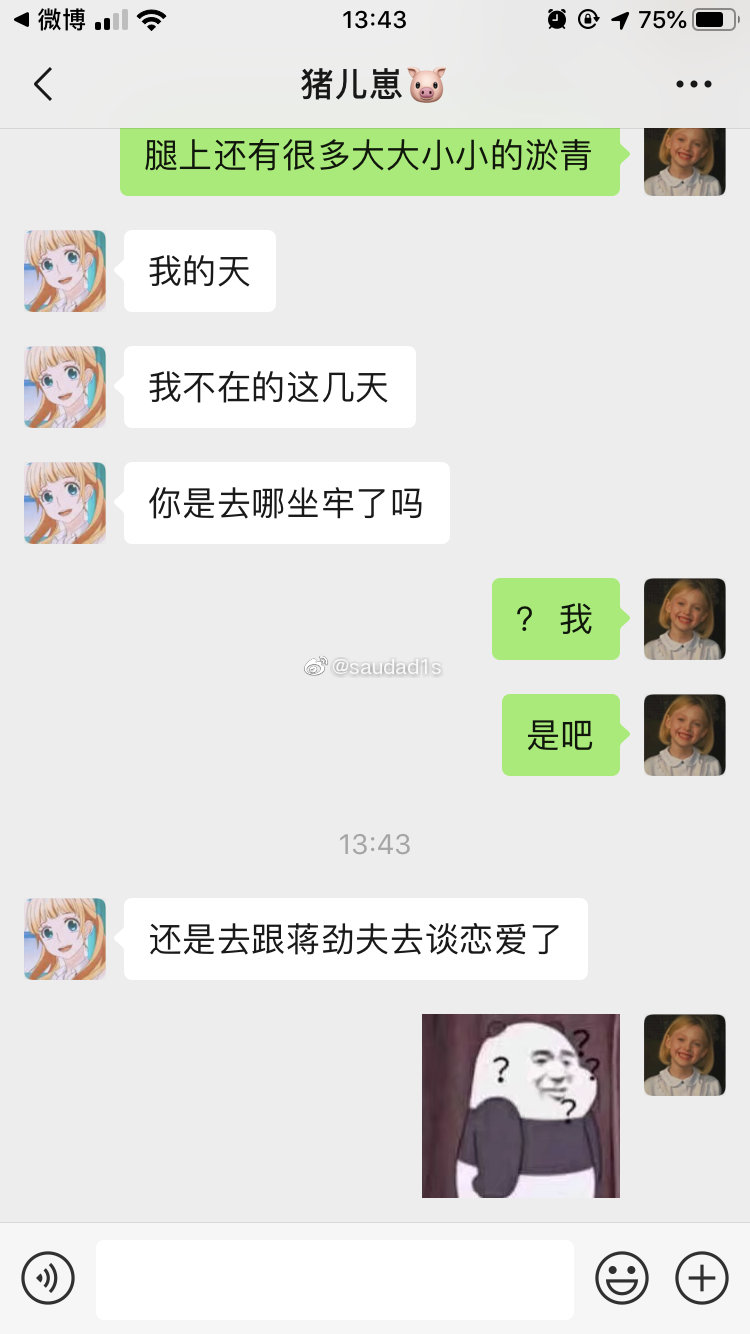 微博 13:43 75%
猪儿崽🐷
腿上还有很多大大小小的淤青
我的天
我不在的这几天
你是去哪坐牢了吗
? 我
@saudad1s
是吧
13:43
还是去跟蒋劲夫去谈恋爱了
? ? ? ?